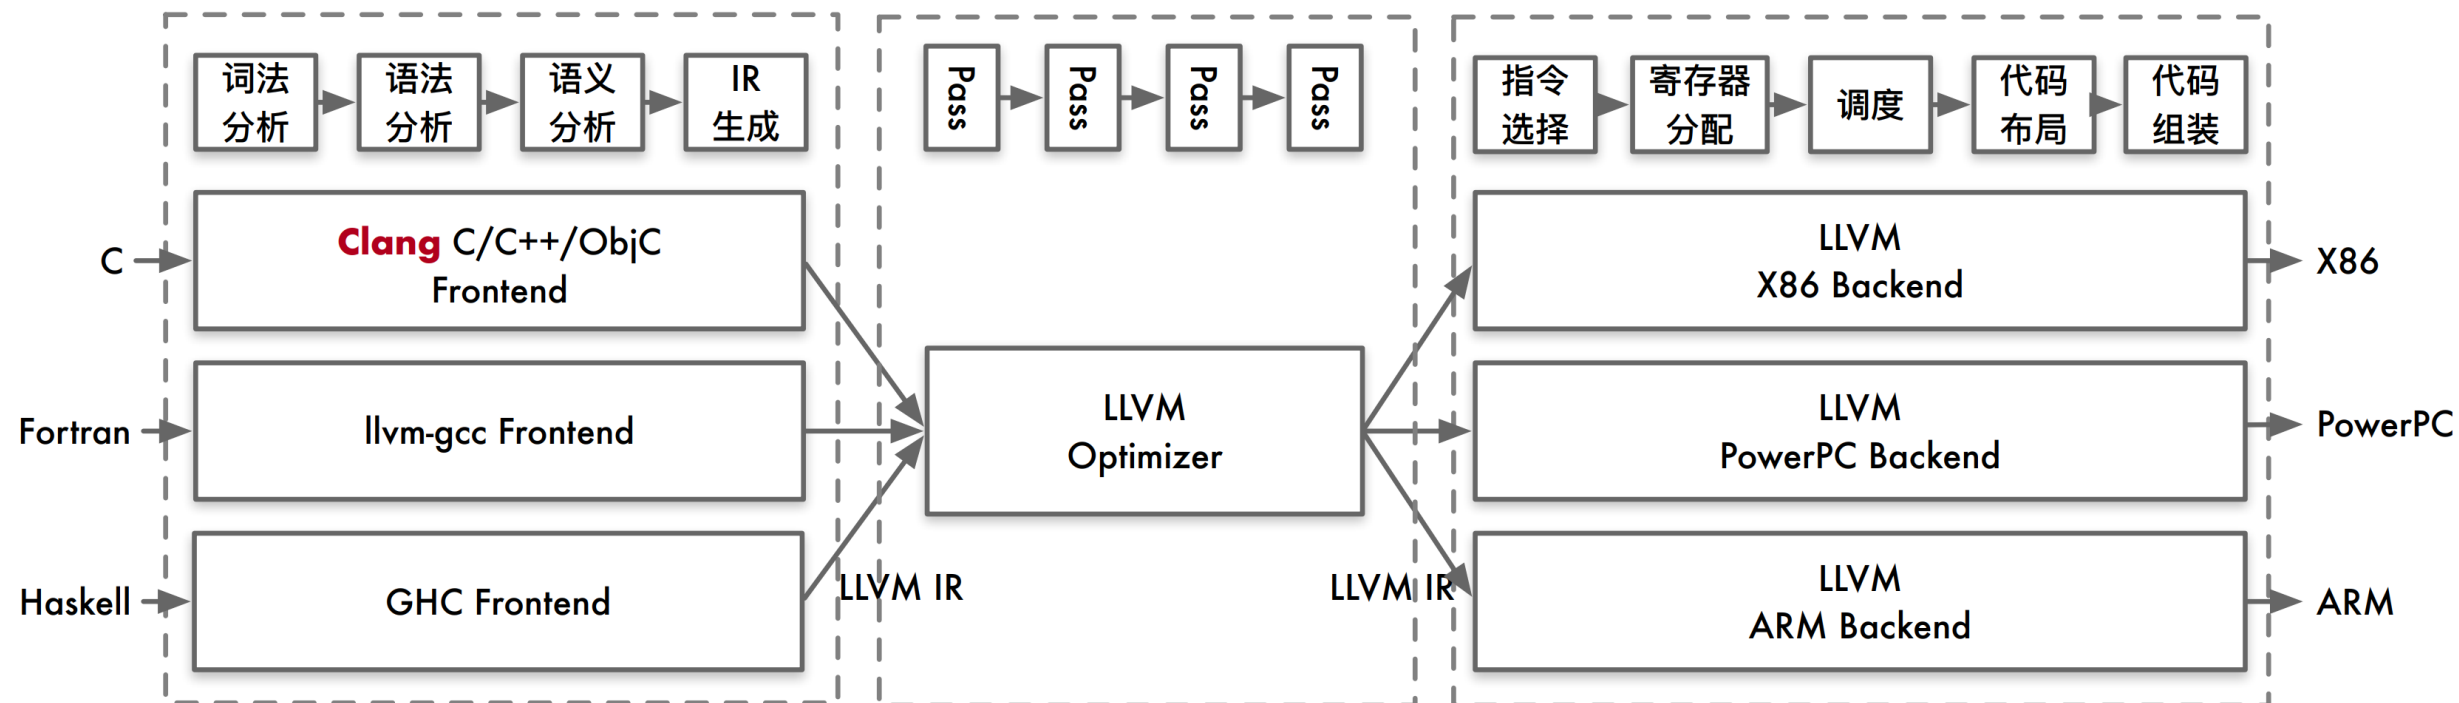 词法
分析
语法
分析
语义
分析
IR
生成
Pass
Pass
Pass
Pass
指令
选择
寄存器
分配
调度
代码
布局
代码
组装
C
Clang C/C++/ObjC
Frontend
Fortran
llvm-gcc Frontend
Haskell
GHC Frontend
LLVM IR
LLVM
Optimizer
LLVM IR
LLVM
X86 Backend
X86
LLVM
PowerPC Backend
PowerPC
LLVM
ARM Backend
ARM